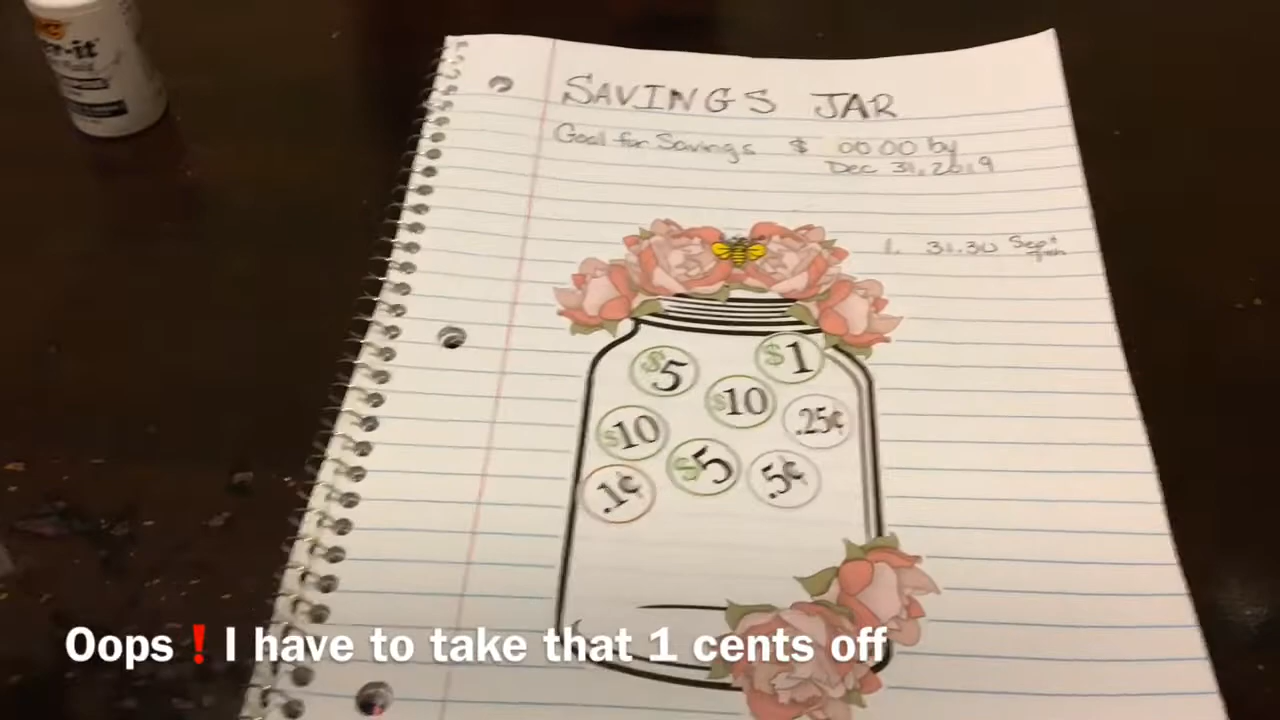 SAVINGS JAR
Goal for Savings $ 00 00 by
Dec 31, 2019
1. 31.30 Sept
$5
$1
$10
.25¢
$10
$5
.5¢
.1¢
Oops❗I have to take that 1 cents off